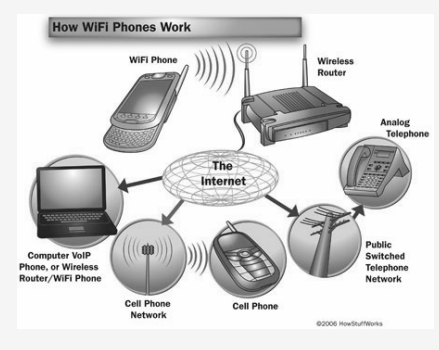 How WiFi Phones Work
WiFi Phone
Wireless
Router
Analog
Telephone
The
Internet
Computer VoIP
Phone, or Wireless
Router/WiFi Phone
Cell Phone
Network
Cell Phone
Public
Switched
Telephone
Network
©2006 HowStuffWorks